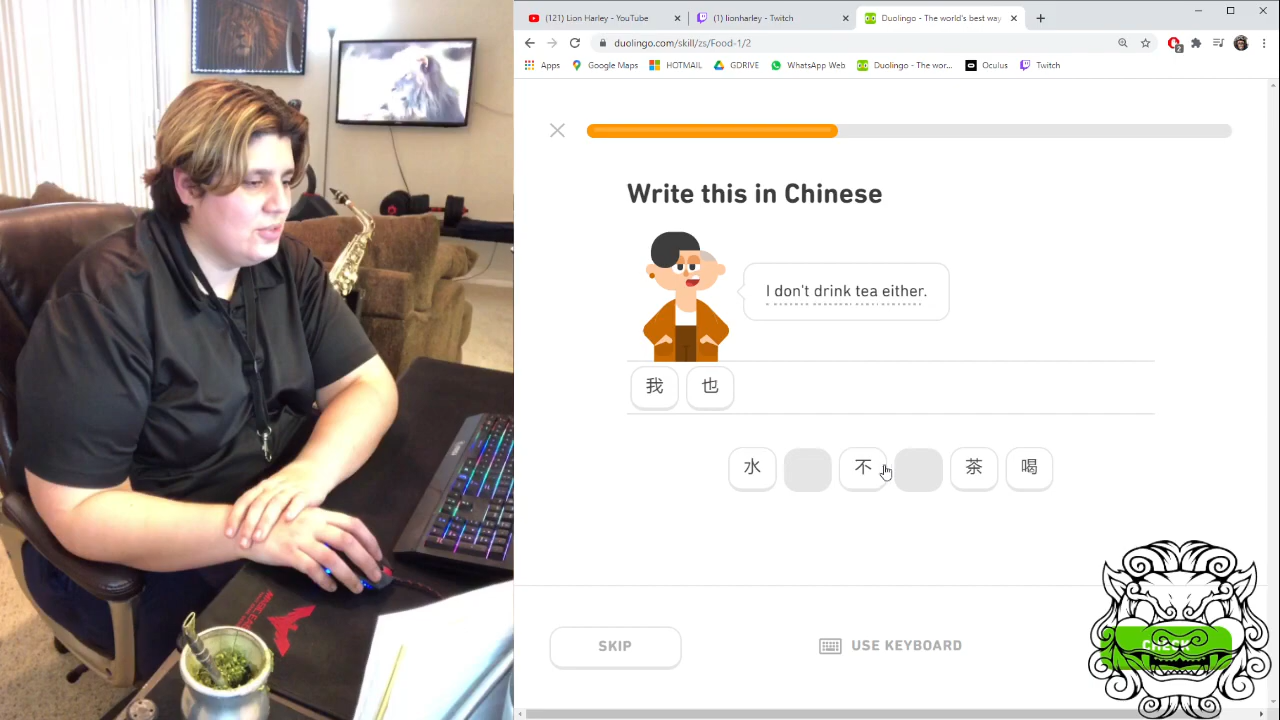 (121) Lion Harley - YouTube
(1) lionharley - Twitch
Duolingo - The world's best way
duolingo.com/skill/zs/Food-1/2
Apps
Google Maps
HOTMAIL
GDRIVE
WhatsApp Web
Duolingo - The wor...
Oculus
Twitch
Write this in Chinese
I don't drink tea either.
我 也
水 不 茶 喝
SKIP
USE KEYBOARD
CHECK